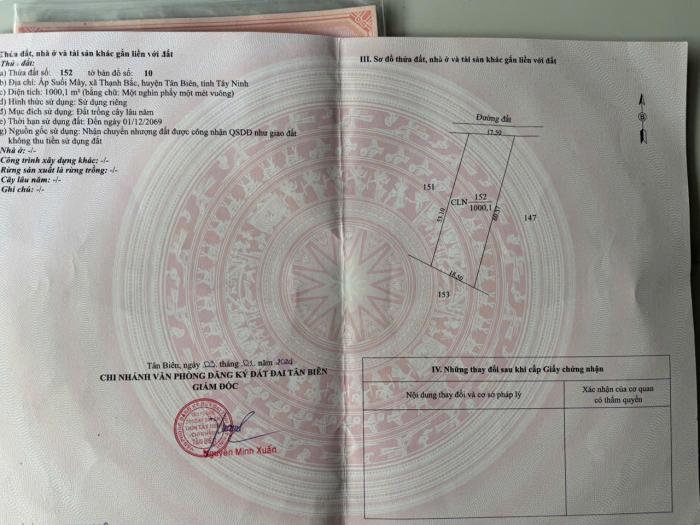 Thửa đất, nhà ở và tài sản khác gắn liền với đất
Thửa đất:
a) Thửa đất số: 152 tờ bản đồ số: 10
b) Địa chỉ: Ấp Suối Mây, xã Thạnh Bắc, huyện Tân Biên, tỉnh Tây Ninh
c) Diện tích: 1000,1 m² (bằng chữ: Một nghìn phẩy một mét vuông)
d) Hình thức sử dụng: Sử dụng riêng
đ) Mục đích sử dụng: Đất trồng cây lâu năm
e) Thời hạn sử dụng đất: Đến ngày 01/12/2069
g) Nguồn gốc sử dụng: Nhận chuyển nhượng đất được công nhận QSDĐ như giao đất
không thu tiền sử dụng đất
Nhà ở: -/-
Công trình xây dựng khác: -/-
Rừng sản xuất là rừng trồng: -/-
Cây lâu năm: -/-
Ghi chú: -/-
Tân Biên, ngày 03 tháng 01 năm
CHI NHÁNH VĂN PHÒNG ĐĂNG KÝ ĐẤT ĐAI TÂN BIÊN
GIÁM ĐỐC
TÂN BIÊN
Nguyễn Minh Xuân
III. Sơ đồ thửa đất, nhà ở và tài sản khác gắn liền với đất
B
Đường đất
17.50
151
CLN 152
1000,1
147
18.50
153
IV. Những thay đổi sau khi cấp Giấy chứng nhận
Nội dung thay đổi và cơ sở pháp lý
Xác nhận của cơ quan
có thẩm quyền